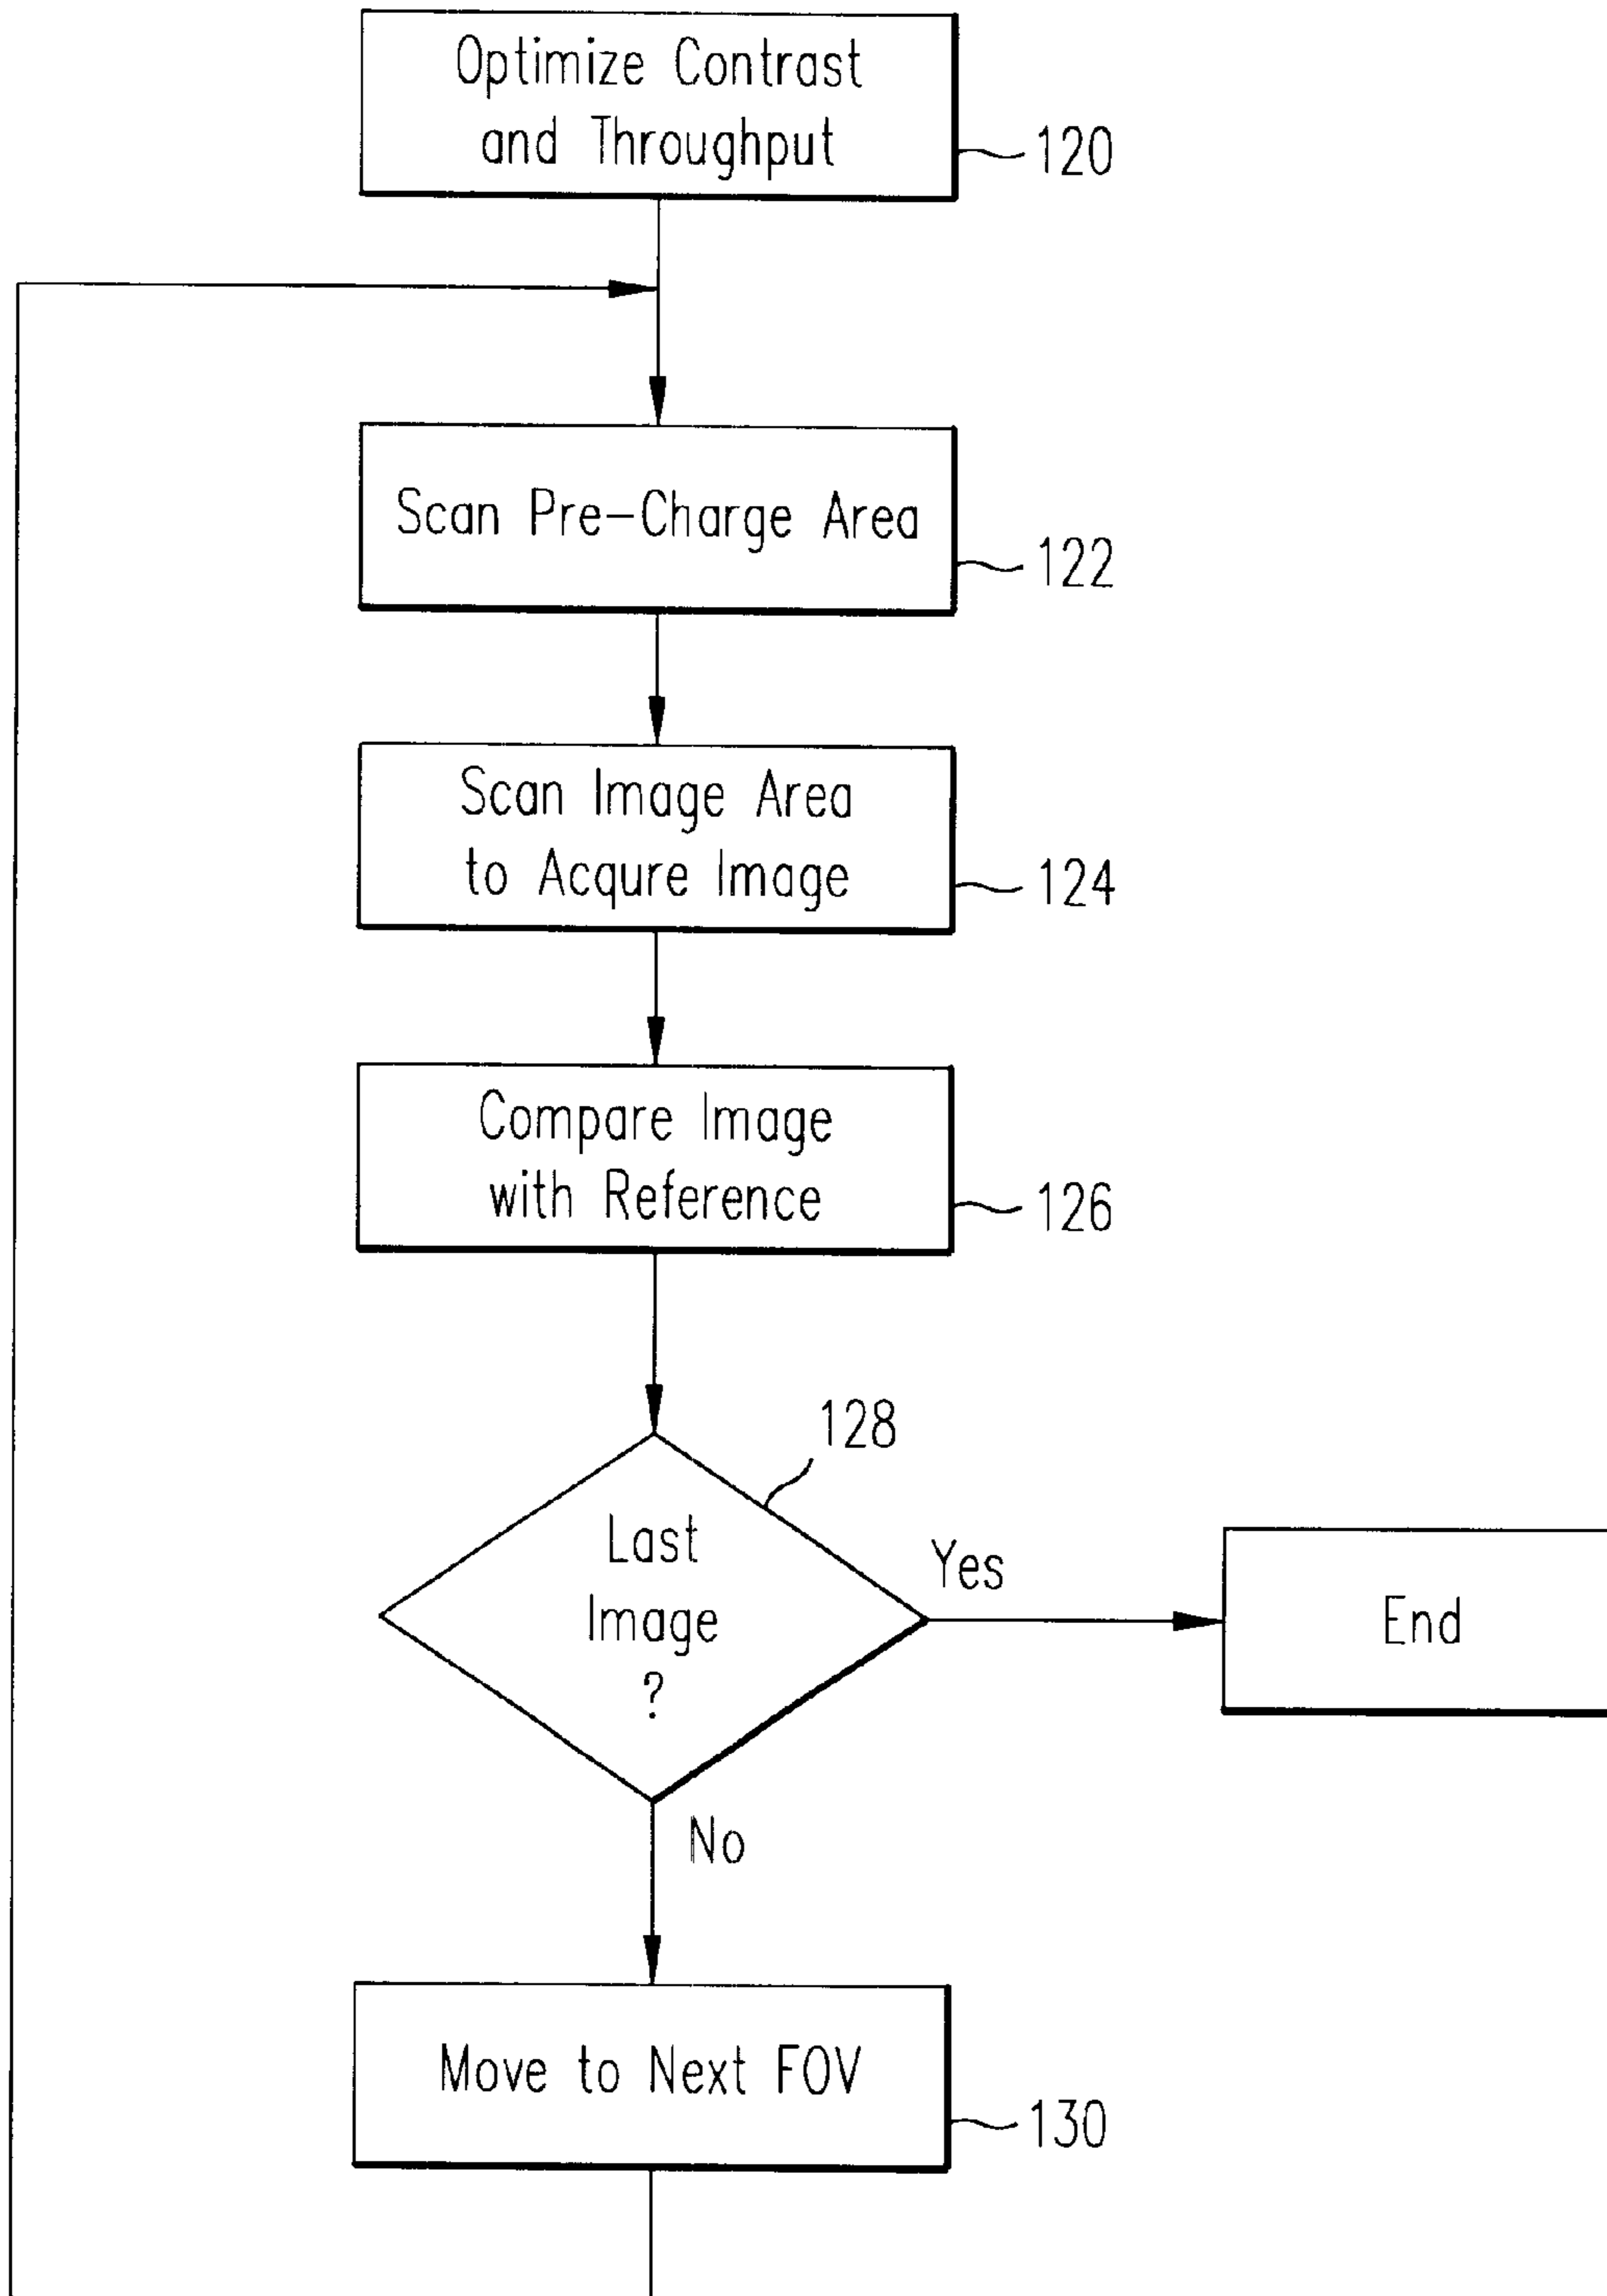 Optimize Contrast
and Throughput
120
Scan Pre-Charge Area
122
Scan Image Area
to Acqure Image
124
Compare Image
with Reference
126
128
Last
Image
?
Yes
End
No
Move to Next FOV
130